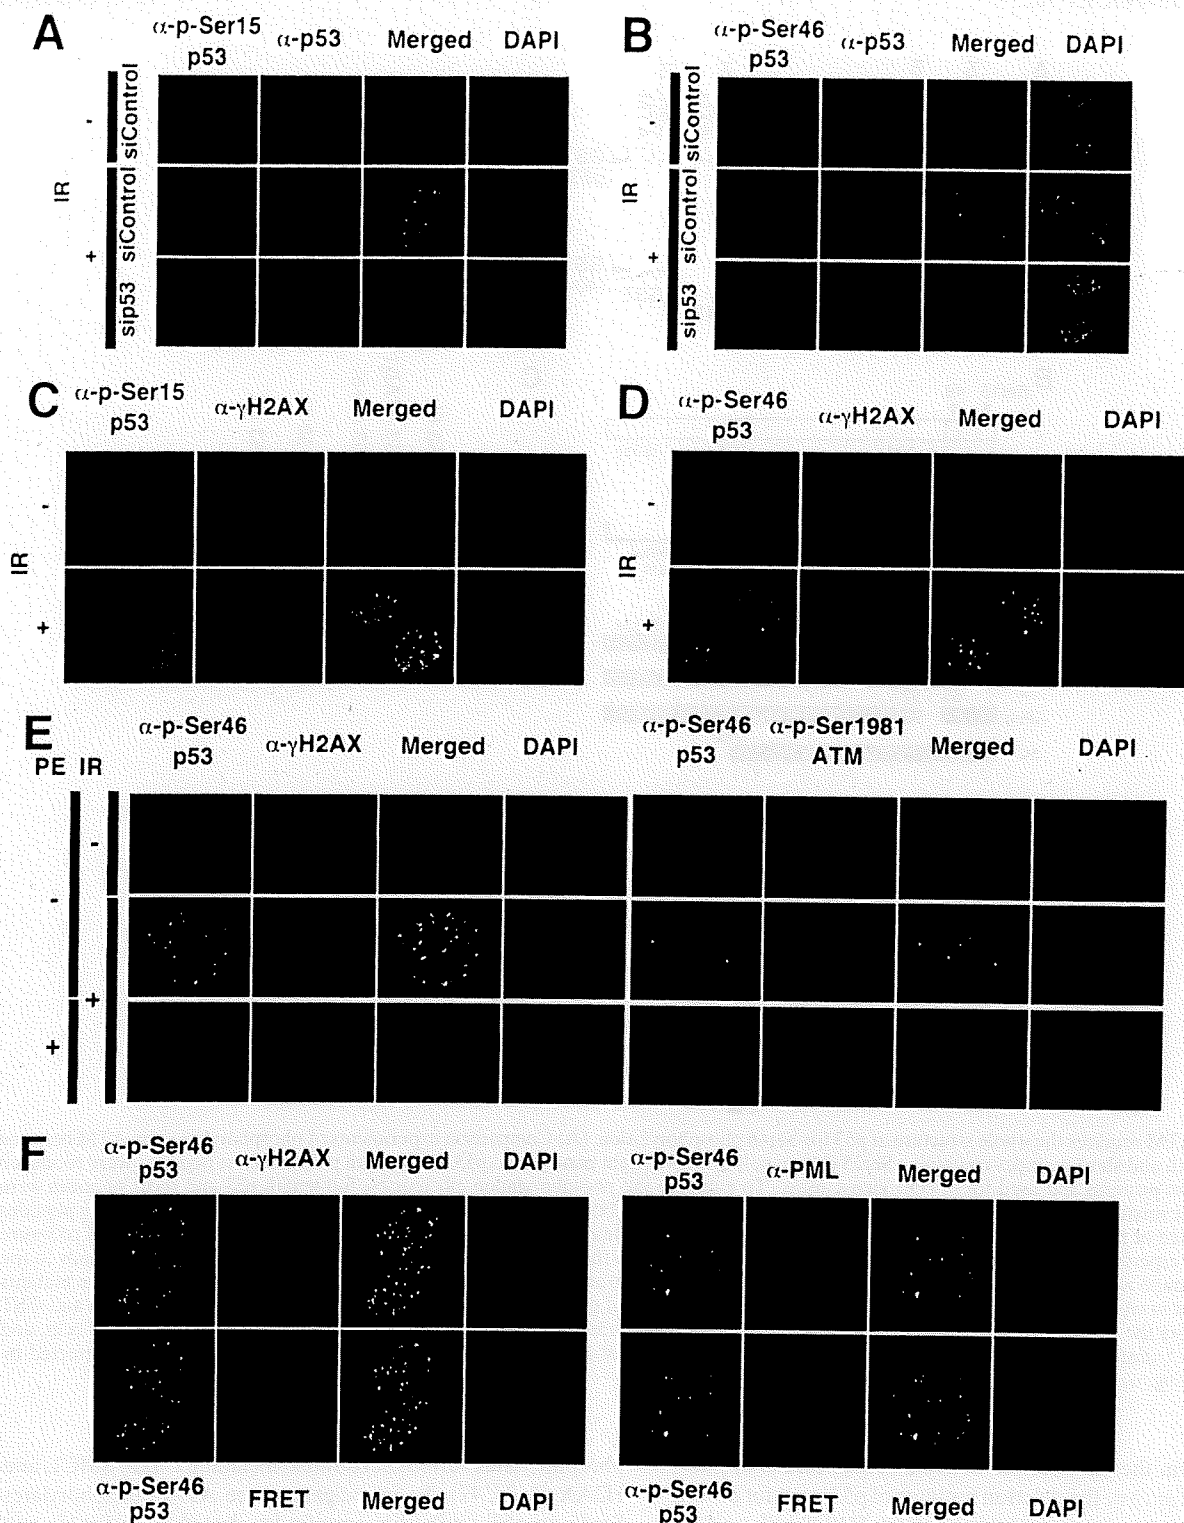 A
α-p-Ser15
p53
α-p53
Merged
DAPI
IR
-
+
siControl
siControl
sip53
B
α-p-Ser46
p53
α-p53
Merged
DAPI
IR
-
+
siControl
siControl
sip53
C
α-p-Ser15
p53
α-γH2AX
Merged
DAPI
IR
-
+
D
α-p-Ser46
p53
α-γH2AX
Merged
DAPI
IR
-
+
E
PE IR
α-p-Ser46
p53
α-γH2AX
Merged
DAPI
α-p-Ser46
p53
α-p-Ser1981
ATM
Merged
DAPI
-
-
+
+
F
α-p-Ser46
p53
α-γH2AX
Merged
DAPI
α-p-Ser46
p53
α-PML
Merged
DAPI
α-p-Ser46
p53
FRET
Merged
DAPI
α-p-Ser46
p53
FRET
Merged
DAPI